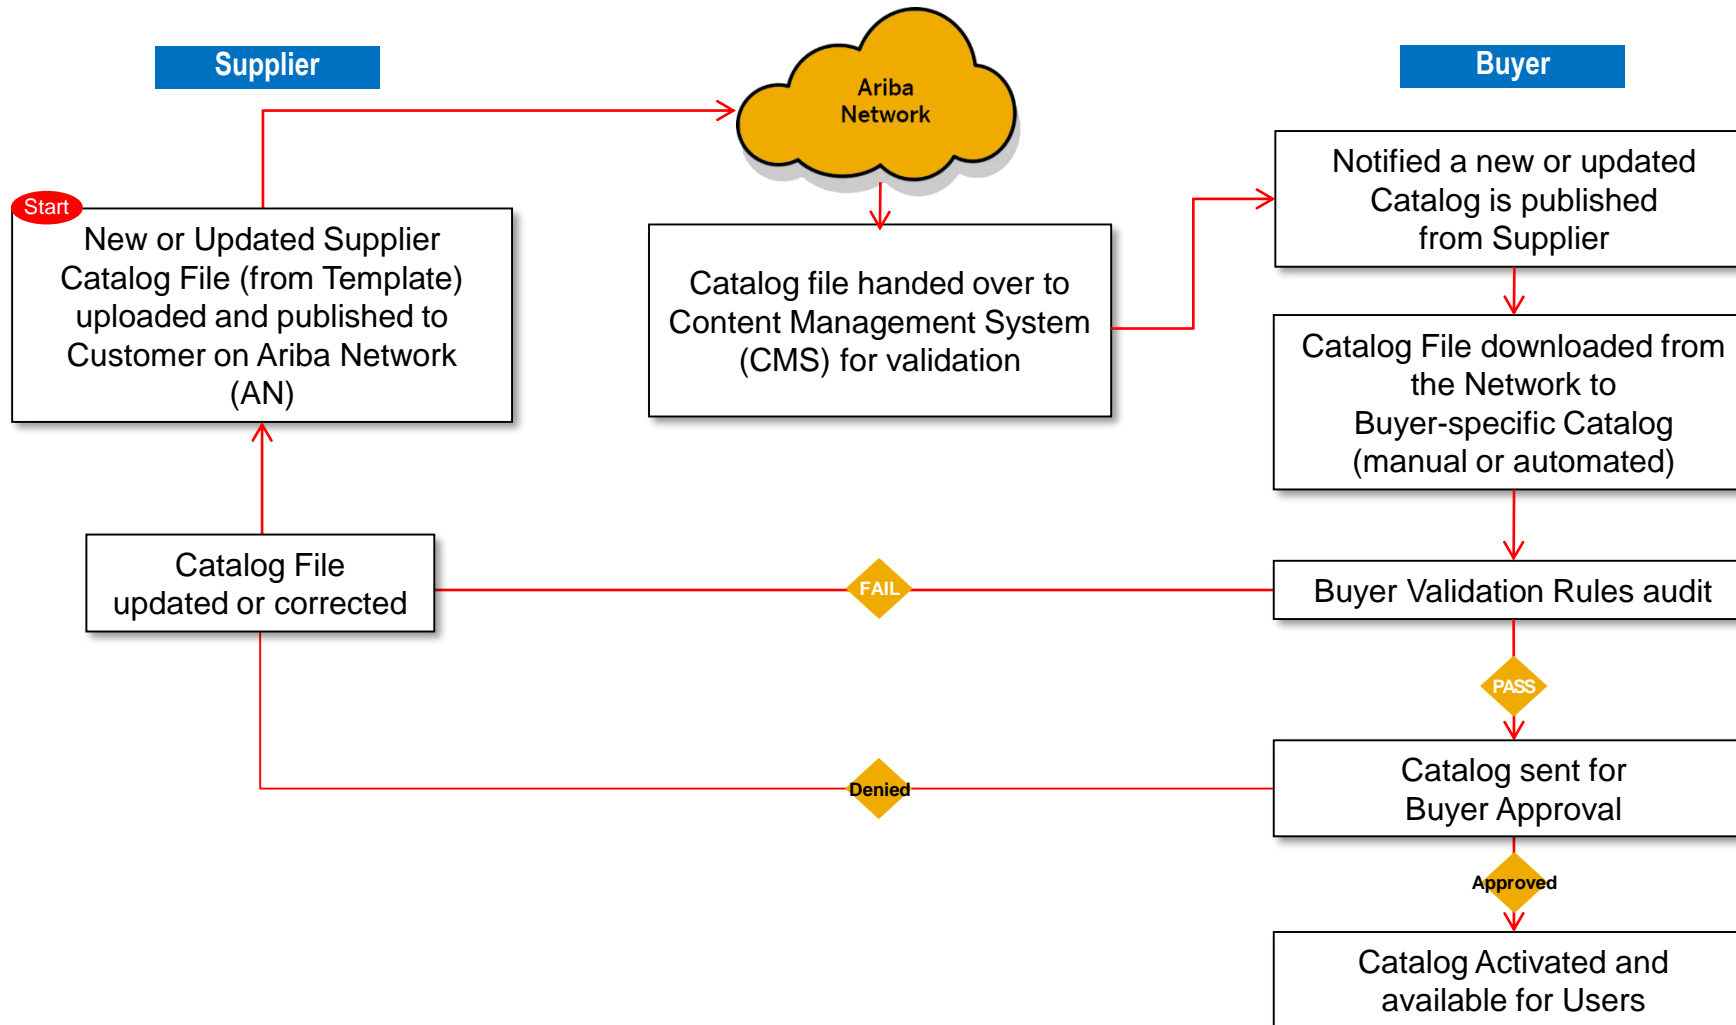 Supplier
Ariba
Network
Buyer
Start
New or Updated Supplier
Catalog File (from Template)
uploaded and published to
Customer on Ariba Network
(AN)
Catalog file handed over to
Content Management System
(CMS) for validation
Notified a new or updated
Catalog is published
from Supplier
Catalog File downloaded from
the Network to
Buyer-specific Catalog
(manual or automated)
Catalog File
updated or corrected
FAIL
Buyer Validation Rules audit
PASS
Denied
Catalog sent for
Buyer Approval
Approved
Catalog Activated and
available for Users